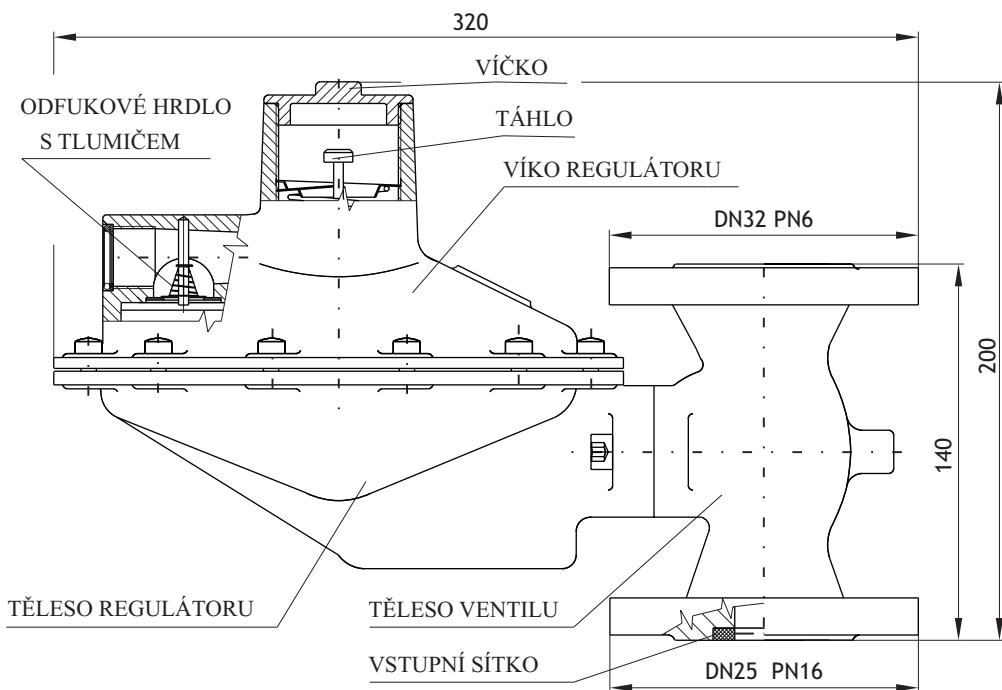 320
VÍČKO
ODFUKOVÉ HRDLO
S TLUMIČEM
TÁHLO
VÍKO REGULÁTORU
DN32 PN6
200
140
TĚLESO REGULÁTORU
TĚLESO VENTILU
VSTUPNÍ SÍTKO
DN25 PN16